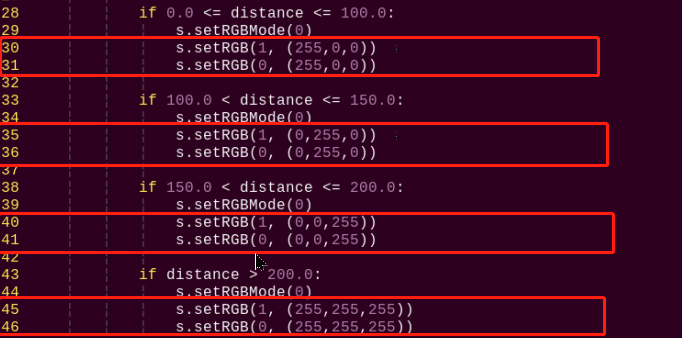 28 if 0.0 <= distance <= 100.0:
29 s.setRGBMode(0)
30 s.setRGB(1, (255,0,0))
31 s.setRGB(0, (255,0,0))
32
33 if 100.0 < distance <= 150.0:
34 s.setRGBMode(0)
35 s.setRGB(1, (0,255,0))
36 s.setRGB(0, (0,255,0))
37
38 if 150.0 < distance <= 200.0:
39 s.setRGBMode(0)
40 s.setRGB(1, (0,0,255))
41 s.setRGB(0, (0,0,255))
42
43 if distance > 200.0:
44 s.setRGBMode(0)
45 s.setRGB(1, (255,255,255))
46 s.setRGB(0, (255,255,255))